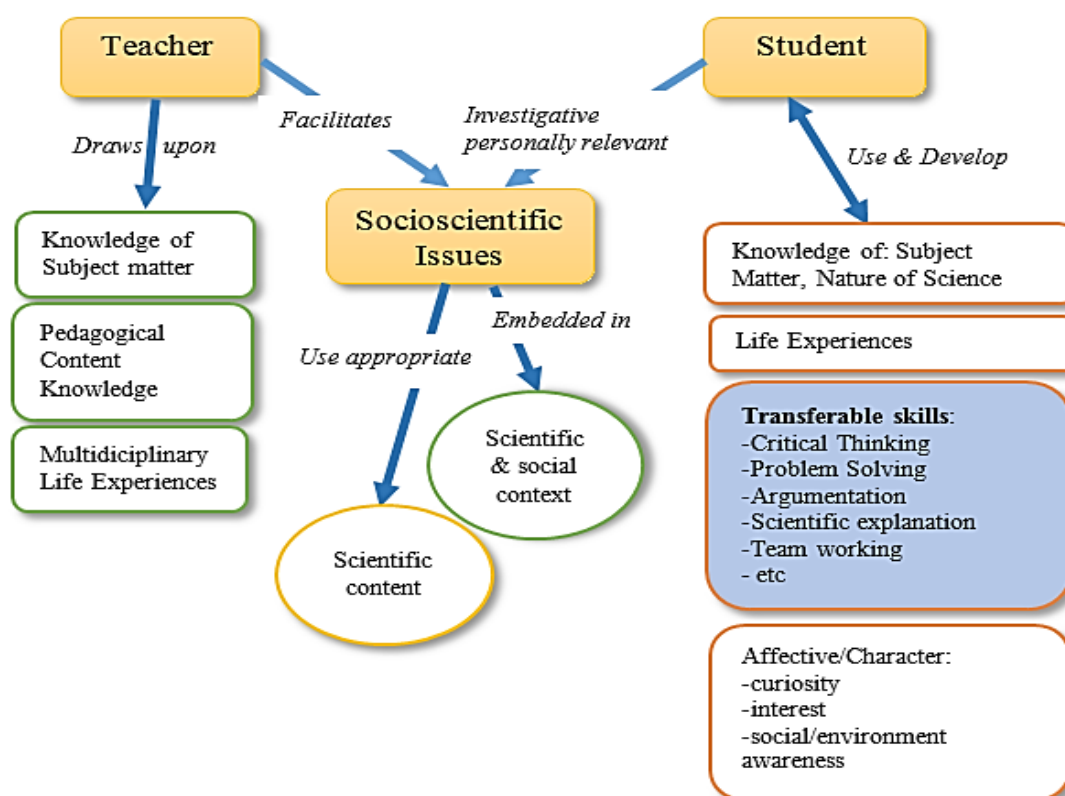 Teacher
Student
Facilitates
Investigative
personally relevant
Draws upon
Use & Develop
Knowledge of
Subject matter
Socioscientific
Issues
Knowledge of: Subject
Matter, Nature of Science
Pedagogical
Content
Knowledge
Embedded in
Use appropriate
Life Experiences
Multidiciplinary
Life Experiences
Scientific
& social
context
Transferable skills:
-Critical Thinking
-Problem Solving
-Argumentation
-Scientific explanation
-Team working
- etc
Scientific
content
Affective/Character:
-curiosity
-interest
-social/environment
awareness